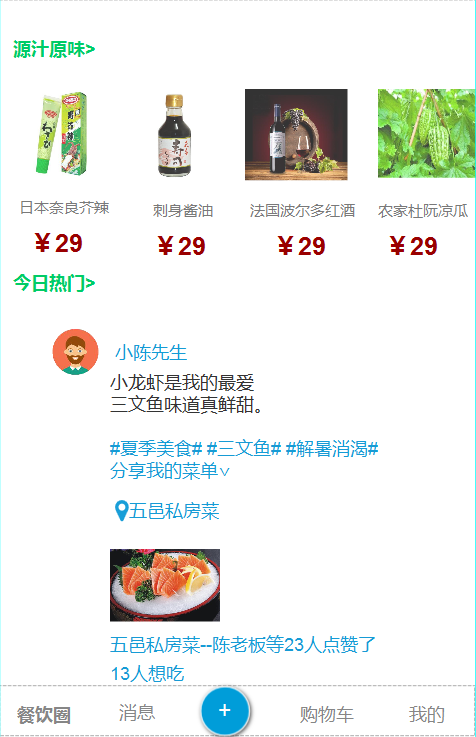 源汁原味>
日本奈良芥辣
刺身酱油
法国波尔多红酒
农家杜阮凉瓜
￥29
￥29
￥29
￥29
今日热门>
小陈先生
小龙虾是我的最爱
三文鱼味道真鲜甜。
#夏季美食# #三文鱼# #解暑消渴#
分享我的菜单∨
五邑私房菜
五邑私房菜--陈老板等23人点赞了
13人想吃
餐饮圈
消息
+
购物车
我的